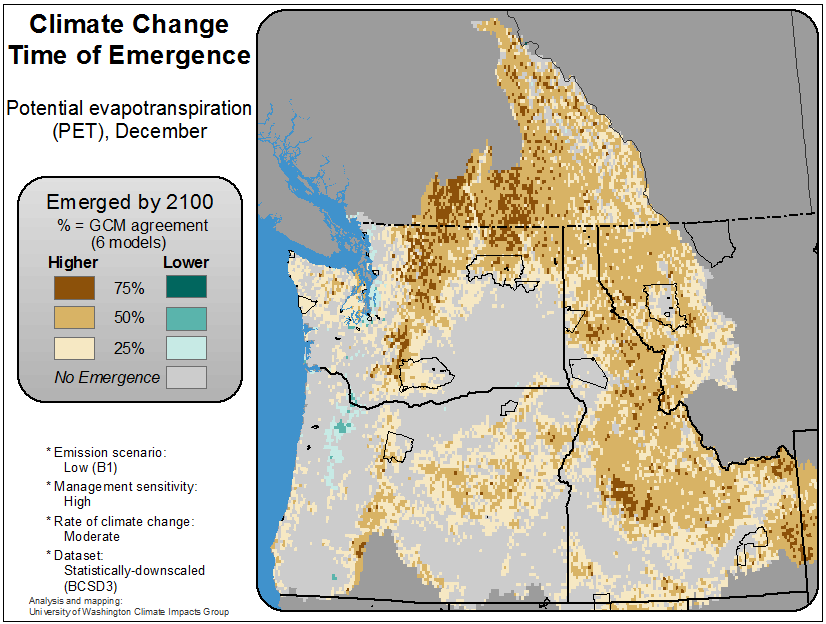 Climate Change
Time of Emergence
Potential evapotranspiration
(PET), December
Emerged by 2100
% = GCM agreement
(6 models)
Higher Lower
75%
50%
25%
No Emergence
* Emission scenario:
Low (B1)
* Management sensitivity:
High
* Rate of climate change:
Moderate
* Dataset:
Statistically-downscaled
(BCSD3)
Analysis and mapping:
University of Washington Climate Impacts Group